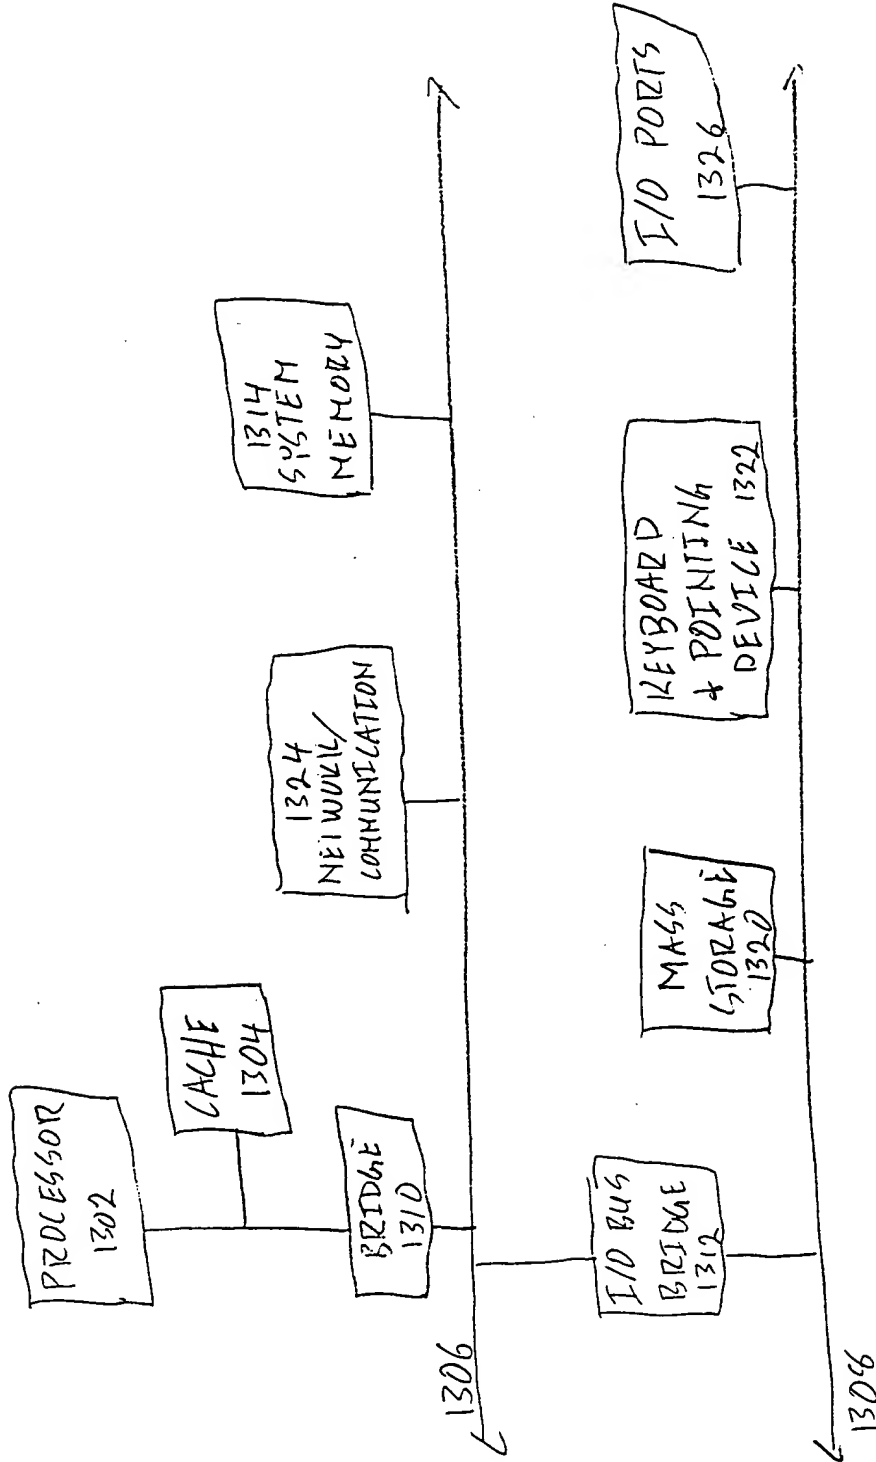 PROCESSOR
1302
CACHE
1304
BRIDGE
1310
1324
NETWORK/
COMMUNICATION
1314
SYSTEM
MEMORY
1306
I/O BUS
BRIDGE
1312
MASS
STORAGE
1320
KEYBOARD
& POINTING
DEVICE 1322
I/O PORTS
1326
1308